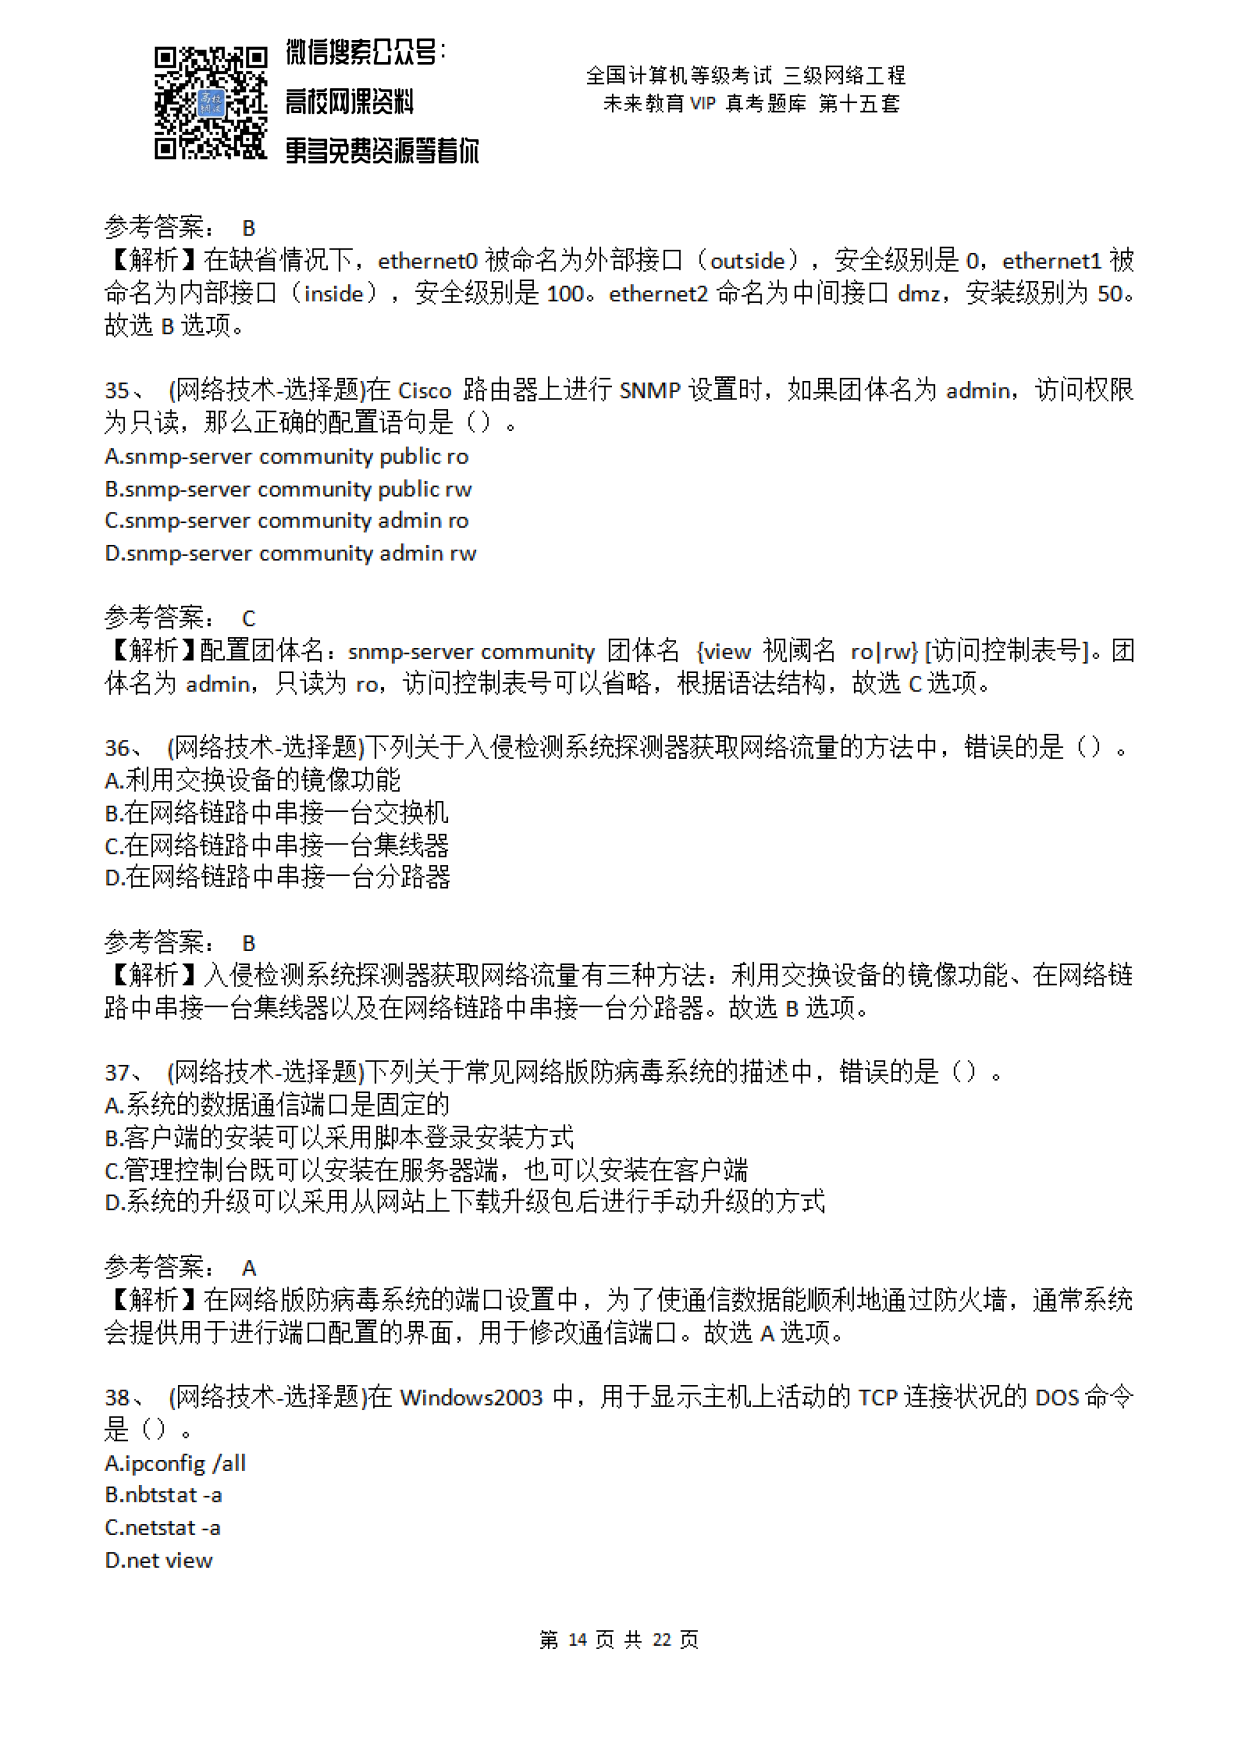 微信搜索公众号：
高校网课资料
更多免费资源等着你
全国计算机等级考试 三级网络工程
未来教育 VIP 真考题库 第十五套
参考答案： B
【解析】在缺省情况下，ethernet0 被命名为外部接口（outside），安全级别是 0，ethernet1 被
命名为内部接口（inside），安全级别是 100。ethernet2 命名为中间接口 dmz，安装级别为 50。
故选 B 选项。
35、 (网络技术-选择题)在 Cisco 路由器上进行 SNMP 设置时，如果团体名为 admin，访问权限
为只读，那么正确的配置语句是（）。
A.snmp-server community public ro
B.snmp-server community public rw
C.snmp-server community admin ro
D.snmp-server community admin rw
参考答案： C
【解析】配置团体名：snmp-server community 团体名 {view 视阈名 ro|rw} [访问控制表号]。团
体名为 admin，只读为 ro，访问控制表号可以省略，根据语法结构，故选 C 选项。
36、 (网络技术-选择题)下列关于入侵检测系统探测器获取网络流量的方法中，错误的是（）。
A.利用交换设备的镜像功能
B.在网络链路中串接一台交换机
C.在网络链路中串接一台集线器
D.在网络链路中串接一台分路器
参考答案： B
【解析】入侵检测系统探测器获取网络流量有三种方法：利用交换设备的镜像功能、在网络链
路中串接一台集线器以及在网络链路中串接一台分路器。故选 B 选项。
37、 (网络技术-选择题)下列关于常见网络版防病毒系统的描述中，错误的是（）。
A.系统的数据通信端口是固定的
B.客户端的安装可以采用脚本登录安装方式
C.管理控制台既可以安装在服务器端，也可以安装在客户端
D.系统的升级可以采用从网站上下载升级包后进行手动升级的方式
参考答案： A
【解析】在网络版防病毒系统的端口设置中，为了使通信数据能顺利地通过防火墙，通常系统
会提供用于进行端口配置的界面，用于修改通信端口。故选 A 选项。
38、 (网络技术-选择题)在 Windows2003 中，用于显示主机上活动的 TCP 连接状况的 DOS 命令
是（）。
A.ipconfig /all
B.nbtstat -a
C.netstat -a
D.net view
第 14 页 共 22 页